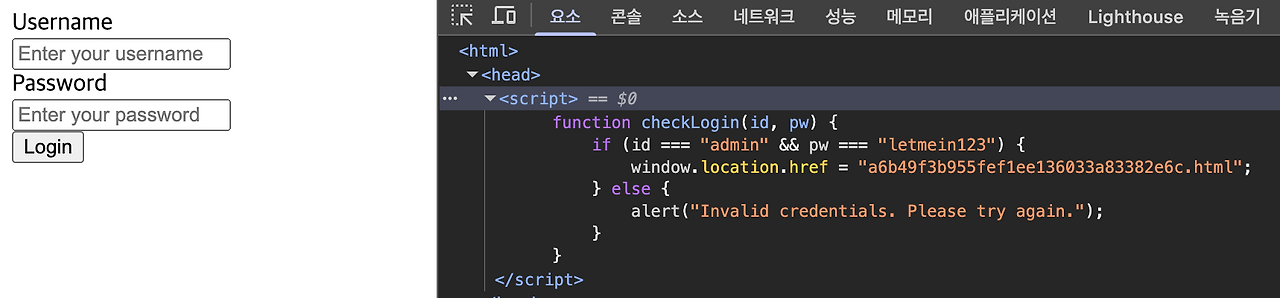 Username
Enter your username
Password
Enter your password
Login
요소 콘솔 소스 네트워크 성능 메모리 애플리케이션 Lighthouse 녹음기
<html>
<head>
<script> == $0
function checkLogin(id, pw) {
if (id === "admin" && pw === "letmein123") {
window.location.href = "a6b49f3b955fef1ee136033a83382e6c.html";
} else {
alert("Invalid credentials. Please try again.");
}
}
</script>